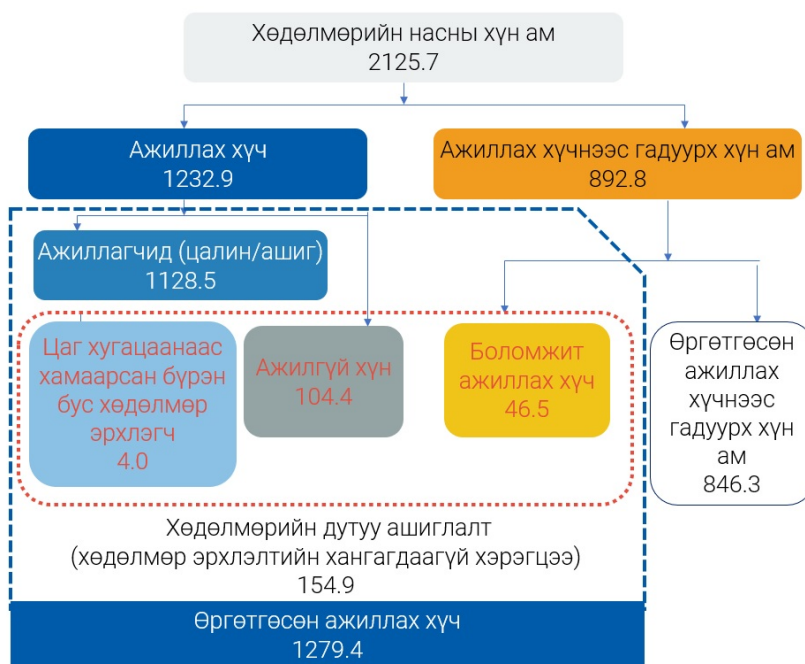 Хөдөлмөрийн насны хүн ам
2125.7
Ажиллах хүч
1232.9
Ажиллах хүчнээс гадуурх хүн ам
892.8
Ажиллагчид (цалин/ашиг)
1128.5
Цаг хугацаанаас
хамаарсан бүрэн
бус хөдөлмөр
эрхлэгч
4.0
Ажилгүй хүн
104.4
Боломжит
ажиллах хүч
46.5
Өргөтгөсөн
ажиллах
хүчнээс
гадуурх хүн
ам
846.3
Хөдөлмөрийн дутуу ашиглалт
(хөдөлмөр эрхлэлтийн хангагдаагүй хэрэгцээ)
154.9
Өргөтгөсөн ажиллах хүч
1279.4